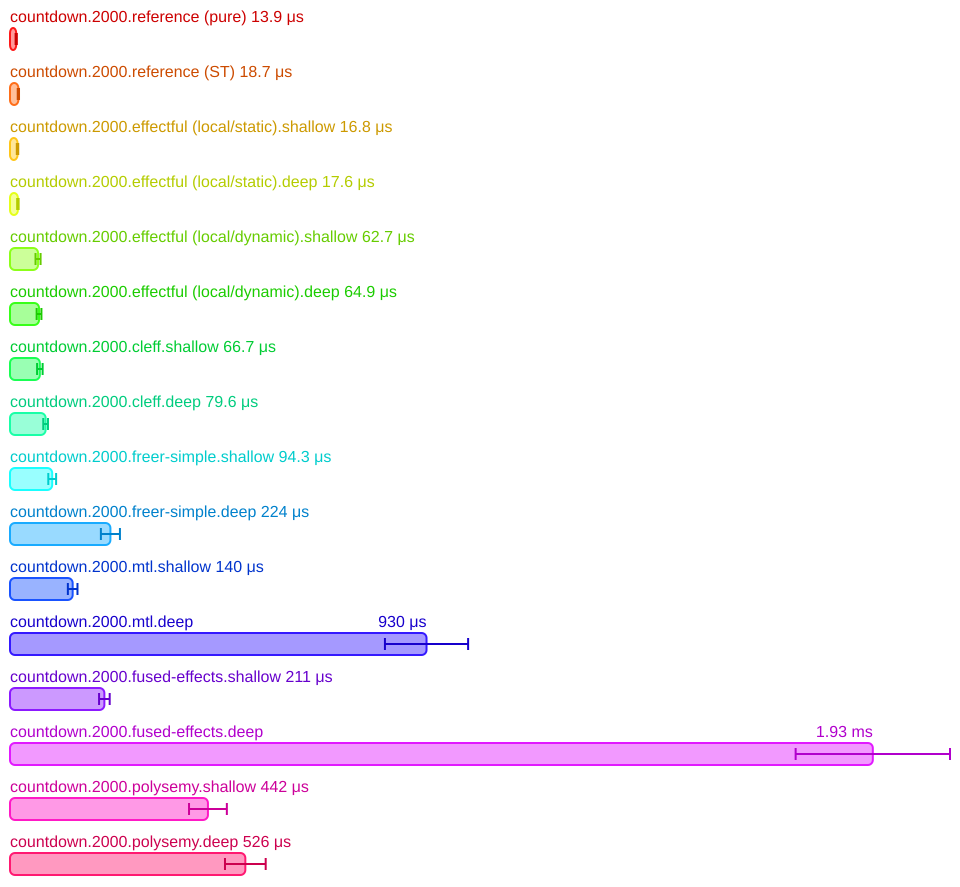 countdown.2000.reference (pure) 13.9 μs
countdown.2000.reference (ST) 18.7 μs
countdown.2000.effectful (local/static).shallow 16.8 μs
countdown.2000.effectful (local/static).deep 17.6 μs
countdown.2000.effectful (local/dynamic).shallow 62.7 μs
countdown.2000.effectful (local/dynamic).deep 64.9 μs
countdown.2000.cleff.shallow 66.7 μs
countdown.2000.cleff.deep 79.6 μs
countdown.2000.freer-simple.shallow 94.3 μs
countdown.2000.freer-simple.deep 224 μs
countdown.2000.mtl.shallow 140 μs
countdown.2000.mtl.deep 930 μs
countdown.2000.fused-effects.shallow 211 μs
countdown.2000.fused-effects.deep 1.93 ms
countdown.2000.polysemy.shallow 442 μs
countdown.2000.polysemy.deep 526 μs